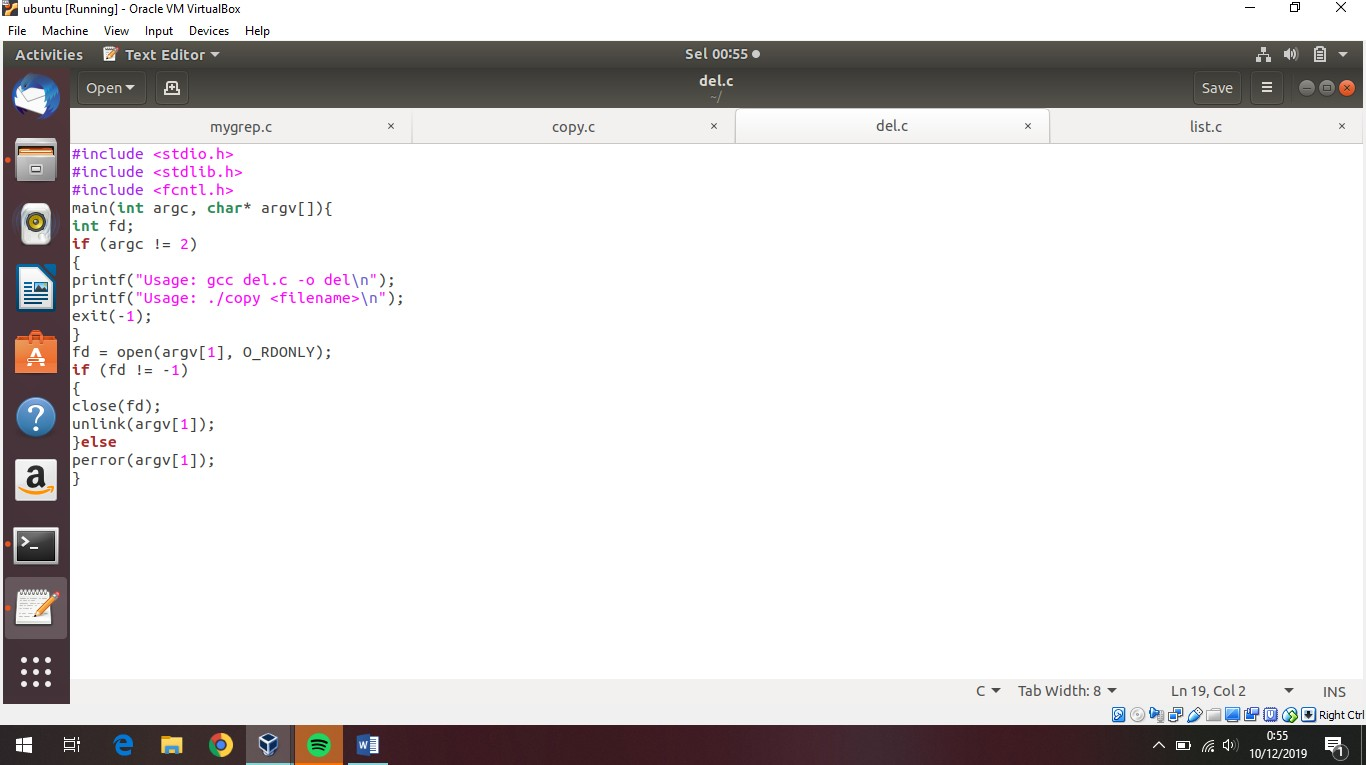 ubuntu [Running] - Oracle VM VirtualBox
File Machine View Input Devices Help
Activities Text Editor Sel 00:55
Open del.c Save
~/
mygrep.c × copy.c × del.c × list.c ×
#include <stdio.h>
#include <stdlib.h>
#include <fcntl.h>
main(int argc, char* argv[]){
int fd;
if (argc != 2)
{
printf("Usage: gcc del.c -o del\n");
printf("Usage: ./copy <filename>\n");
exit(-1);
}
fd = open(argv[1], O_RDONLY);
if (fd != -1)
{
close(fd);
unlink(argv[1]);
}else
perror(argv[1]);
}
C Tab Width: 8 Ln 19, Col 2 INS
Right Ctrl
0:55
10/12/2019
1